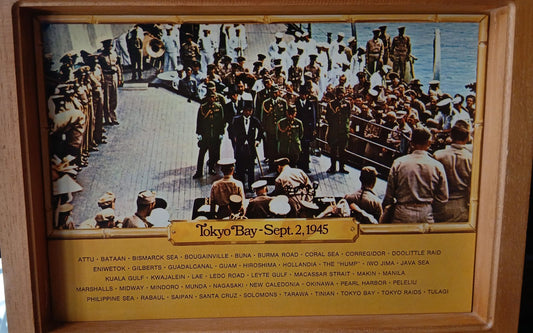 Tokyo Bay - Sept. 2, 1945
ATTU · BATAAN · BISMARCK SEA · BOUGAINVILLE · BUNA · BURMA ROAD · CORAL SEA · CORREGIDOR · DOOLITTLE RAID
ENIWETOK · GILBERTS · GUADALCANAL · GUAM · HIROSHIMA · HOLLANDIA · THE "HUMP" · IWO JIMA · JAVA SEA
KUALA GULF · KWAJALEIN · LAE · LEDO ROAD · LEYTE GULF · MACASSAR STRAIT · MAKIN · MANILA
MARSHALLS · MIDWAY · MINDORO · MUNDA · NAGASAKI · NEW CALEDONIA · OKINAWA · PEARL HARBOR · PELELIU
PHILIPPINE SEA · RABAUL · SAIPAN · SANTA CRUZ · SOLOMONS · TARAWA · TINIAN · TOKYO BAY · TOKYO RAIDS · TULAGI